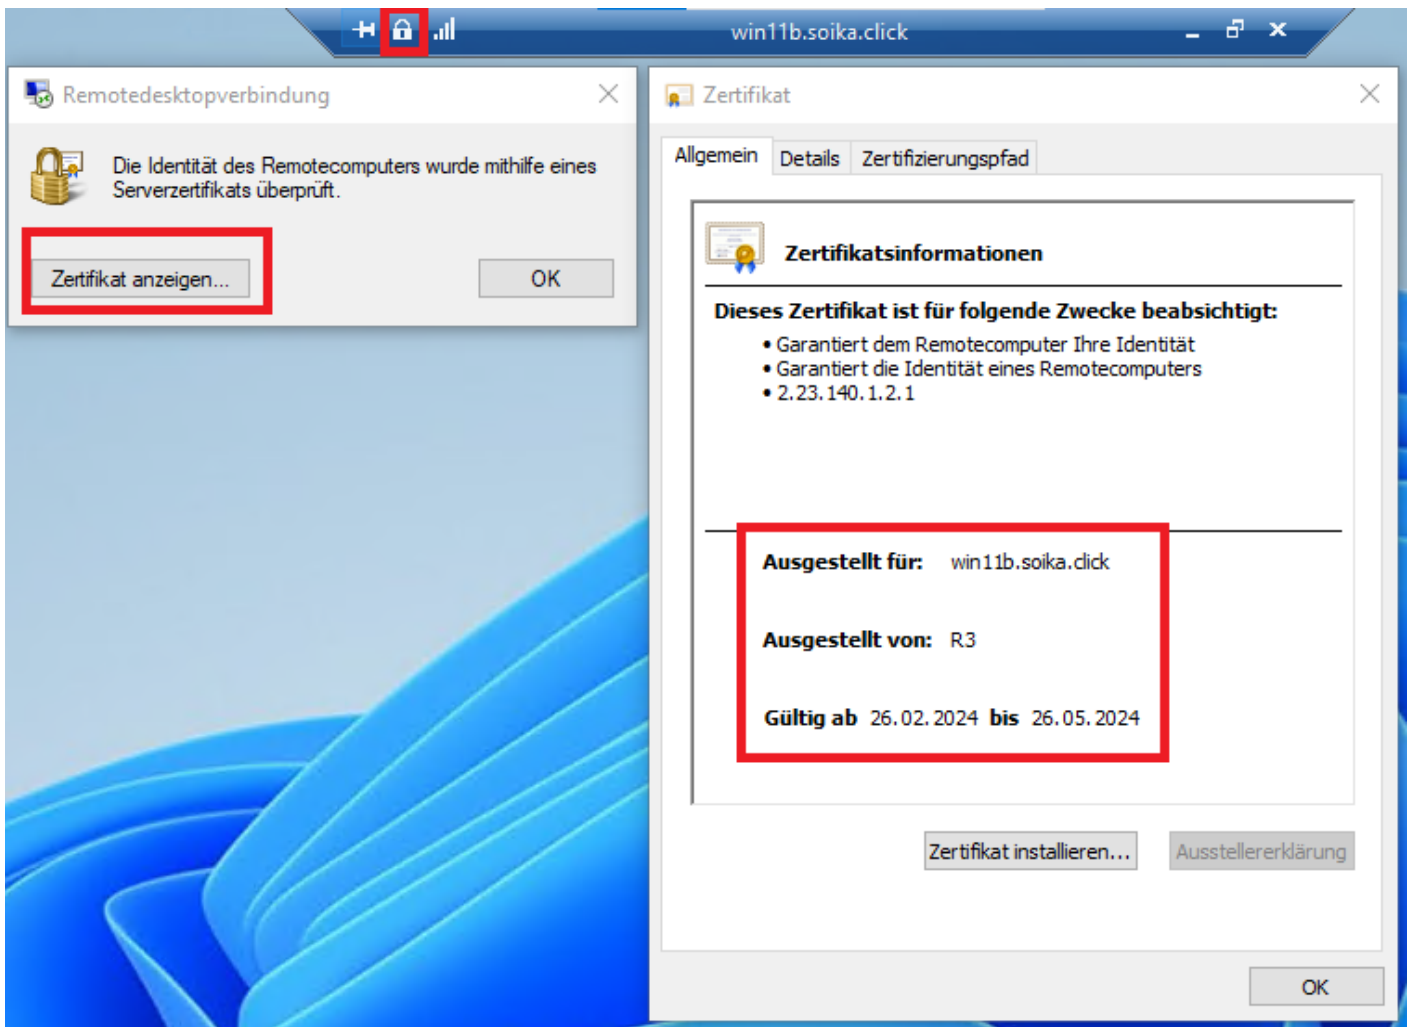 win11b.soika.click
Remotedesktopverbindung
Die Identität des Remotecomputers wurde mithilfe eines
Serverzertifikats überprüft.
Zertifikat anzeigen...
OK
Zertifikat
Allgemein
Details
Zertifizierungspfad
Zertifikatsinformationen
Dieses Zertifikat ist für folgende Zwecke beabsichtigt:
• Garantiert dem Remotecomputer Ihre Identität
• Garantiert die Identität eines Remotecomputers
• 2.23.140.1.2.1
Ausgestellt für: win11b.soika.click
Ausgestellt von: R3
Gültig ab 26.02.2024 bis 26.05.2024
Zertifikat installieren...
Ausstellererklärung
OK